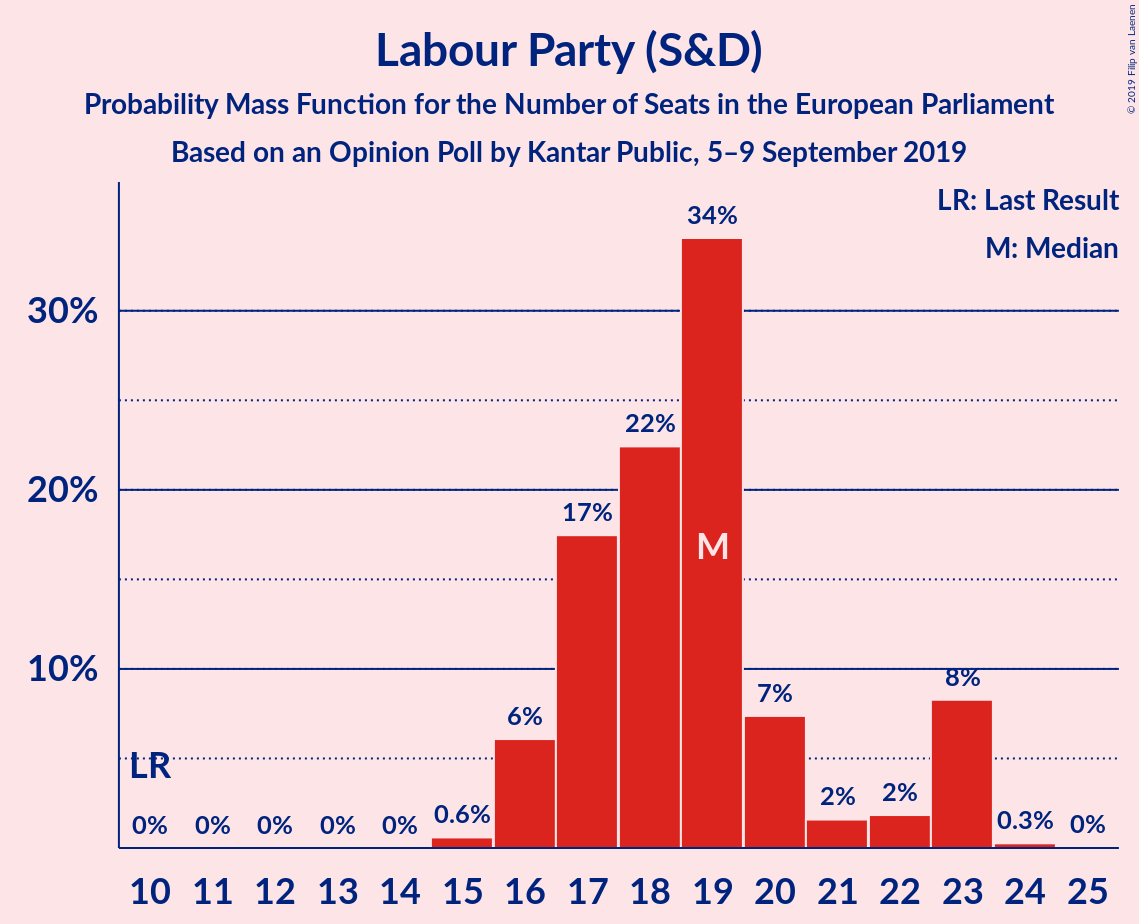 Labour Party (S&D)
Probability Mass Function for the Number of Seats in the European Parliament
Based on an Opinion Poll by Kantar Public, 5–9 September 2019
© 2019 Filip van Laenen
LR: Last Result
M: Median
34%
30%
22%
20%
17%
M
10%
8%
7%
6%
LR
2%
2%
0.6%
0.3%
0%
0%
0%
0%
0%
0%
10 11 12 13 14 15 16 17 18 19 20 21 22 23 24 25